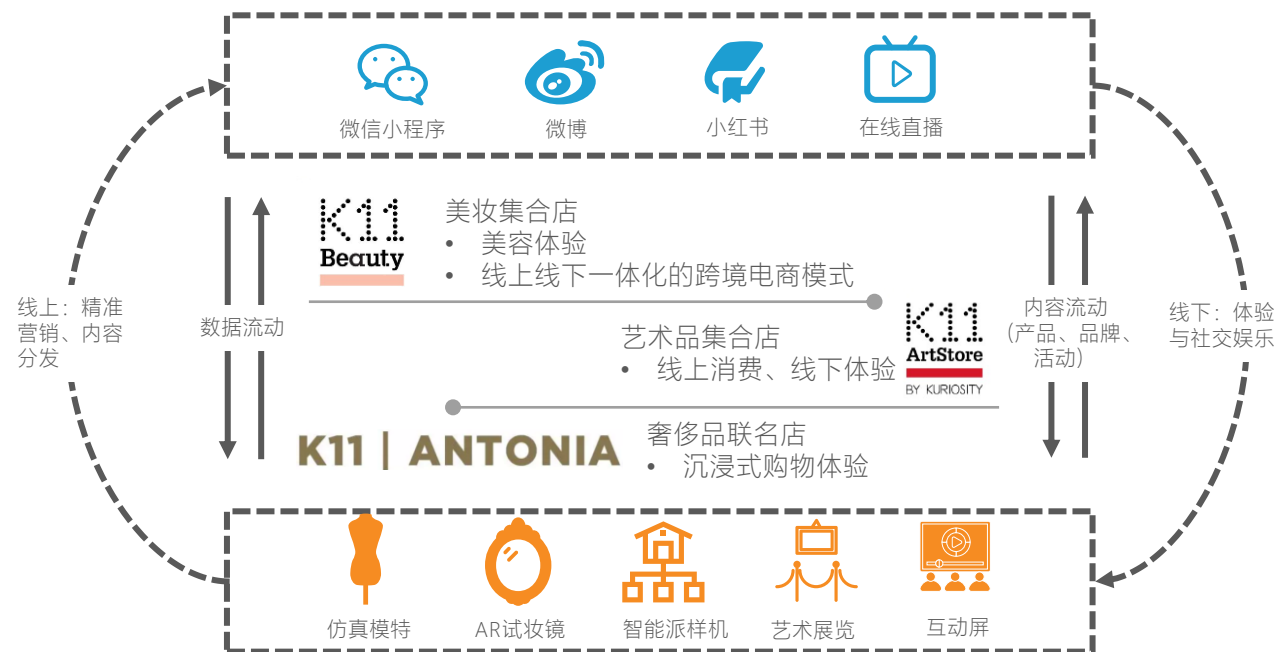 微信小程序
微博
小红书
在线直播
K11
Beauty
美妆集合店
• 美容体验
• 线上线下一体化的跨境电商模式
线上：精准
营销、内容
分发
数据流动
艺术品集合店
• 线上消费、线下体验
K11
ArtStore
BY KURIOSITY
内容流动
(产品、品牌、
活动)
线下：体验
与社交娱乐
K11 | ANTONIA
奢侈品联名店
• 沉浸式购物体验
仿真模特
AR试妆镜
智能派样机
艺术展览
互动屏